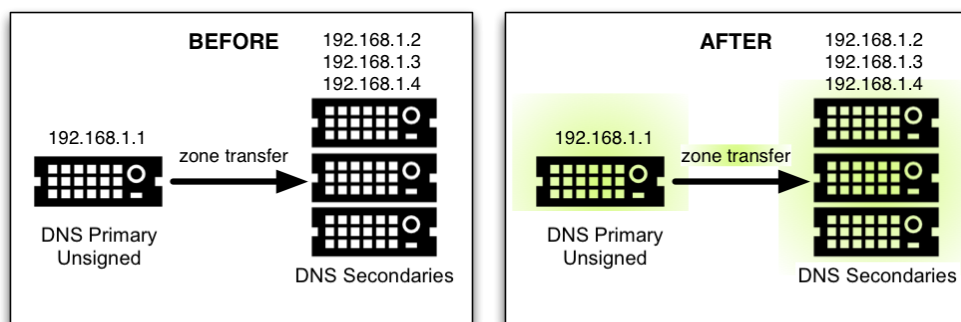 BEFORE
192.168.1.2
192.168.1.3
192.168.1.4
192.168.1.1
zone transfer
DNS Primary
Unsigned
DNS Secondaries
AFTER
192.168.1.2
192.168.1.3
192.168.1.4
192.168.1.1
zone transfer
DNS Primary
Unsigned
DNS Secondaries